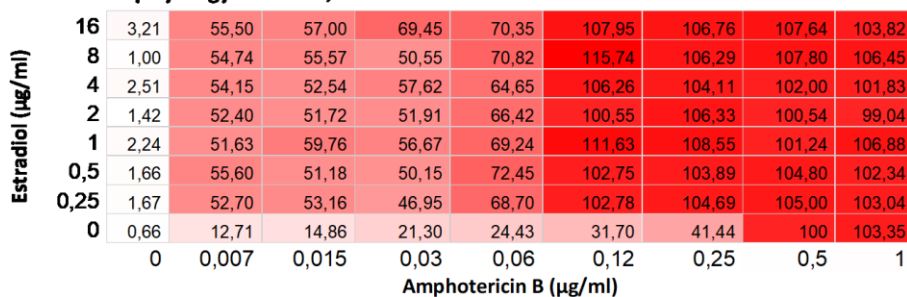 16 3,21 55,50 57,00 69,45 70,35 107,95 106,76 107,64 103,82
8 1,00 54,74 55,57 50,55 70,82 115,74 106,29 107,80 106,45
4 2,51 54,15 52,54 57,62 64,65 106,26 104,11 102,00 101,83
2 1,42 52,40 51,72 51,91 66,42 100,55 106,33 100,54 99,04
1 2,24 51,63 59,76 56,67 69,24 111,63 108,55 101,24 106,88
0,5 1,66 55,60 51,18 50,15 72,45 102,75 103,89 104,80 102,34
0,25 1,67 52,70 53,16 46,95 68,70 102,78 104,69 105,00 103,04
0 0,66 12,71 14,86 21,30 24,43 31,70 41,44 100 103,35
0 0,007 0,015 0,03 0,06 0,12 0,25 0,5 1
Estradiol (µg/ml)
Amphotericin B (µg/ml)